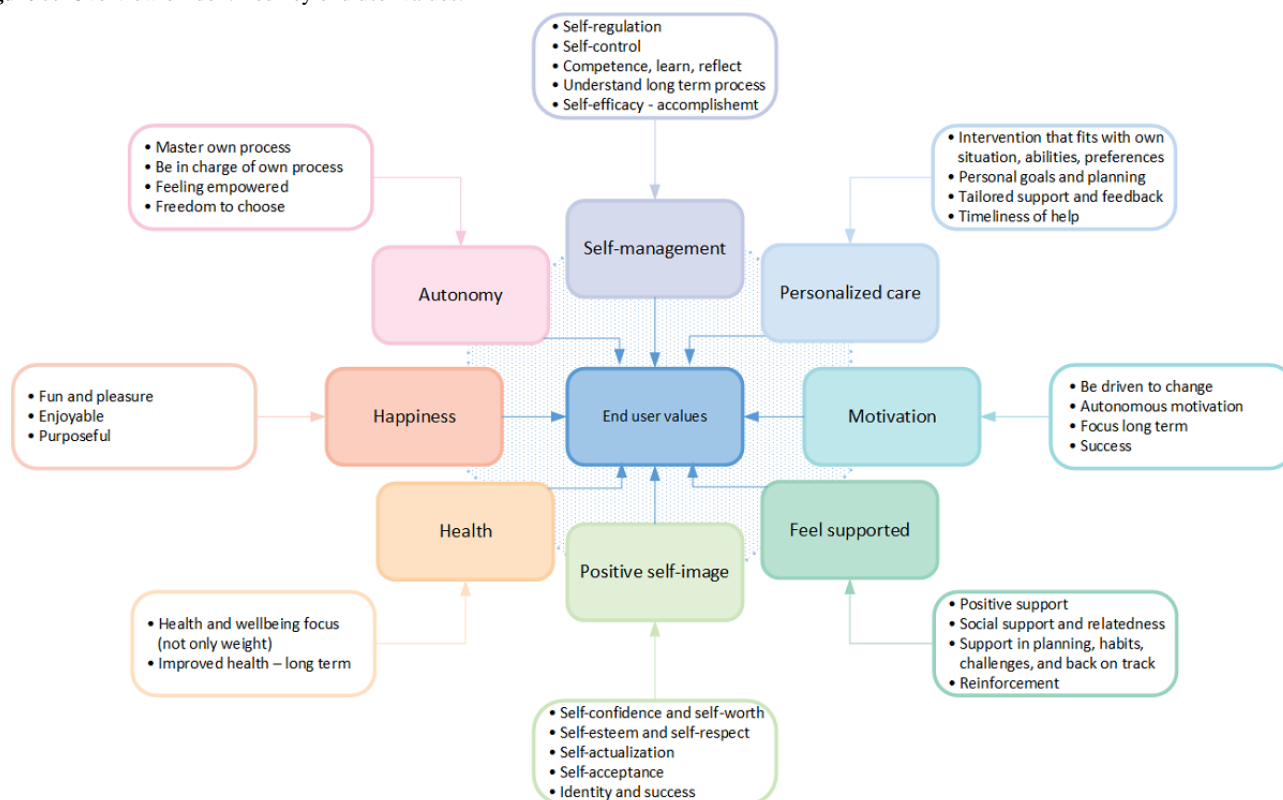 • Self-regulation
• Self-control
• Competence, learn, reflect
• Understand long term process
• Self-efficacy - accomplishemt
• Master own process
• Be in charge of own process
• Feeling empowered
• Freedom to choose
• Intervention that fits with own
situation, abilities, preferences
• Personal goals and planning
• Tailored support and feedback
• Timeliness of help
Self-management
Autonomy
Personalized care
• Fun and pleasure
• Enjoyable
• Purposeful
Happiness
End user values
Motivation
• Be driven to change
• Autonomous motivation
• Focus long term
• Success
Health
Positive self-image
Feel supported
• Health and wellbeing focus
(not only weight)
• Improved health – long term
• Positive support
• Social support and relatedness
• Support in planning, habits,
challenges, and back on track
• Reinforcement
• Self-confidence and self-worth
• Self-esteem and self-respect
• Self-actualization
• Self-acceptance
• Identity and success